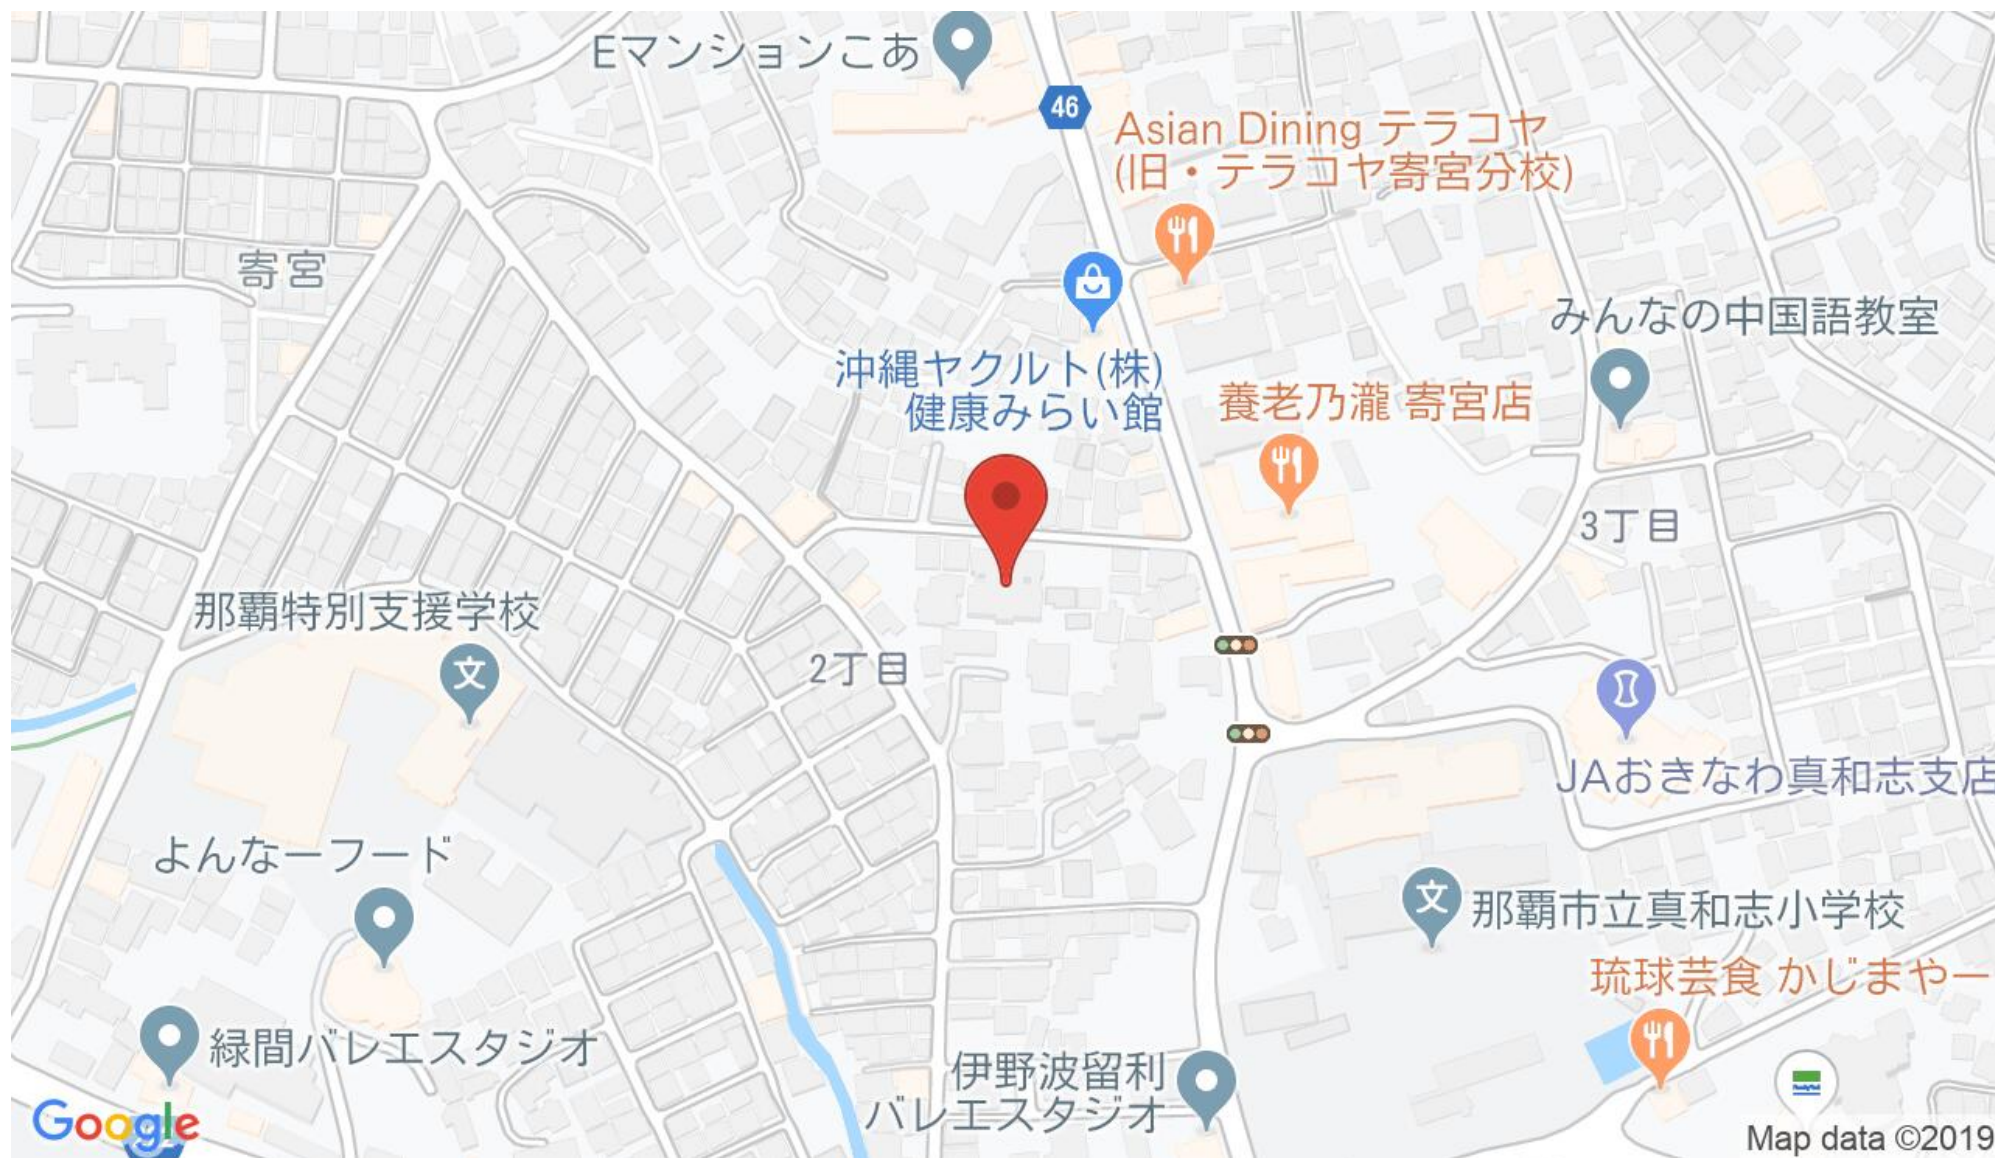 Eマンションこあ
46
Asian Dining テラコヤ
(旧・テラコヤ寄宮分校)
寄宮
みんなの中国語教室
沖縄ヤクルト(株)
健康みらい館
養老乃瀧 寄宮店
3丁目
那覇特別支援学校
文
2丁目
JAおきなわ真和志支店
よんなーフード
文
那覇市立真和志小学校
琉球芸食 かじまやー
緑間バレエスタジオ
伊野波留利
バレエスタジオ
Google
Map data ©2019